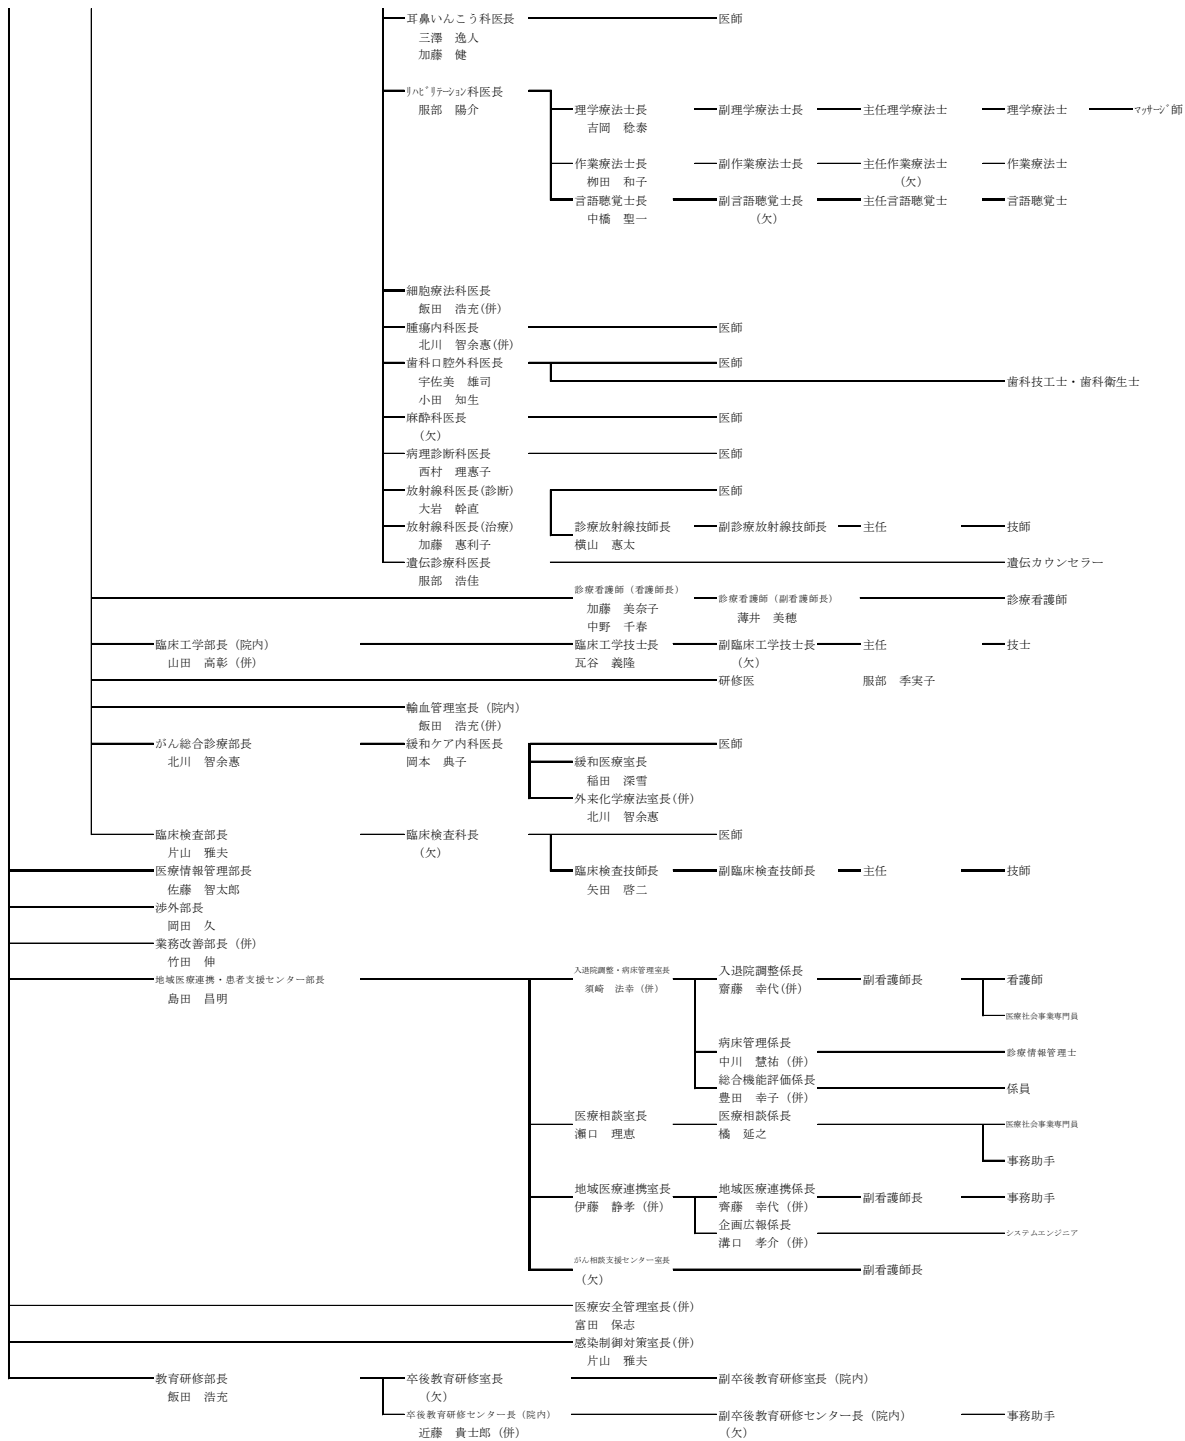 耳鼻いんこう科医長 医師
三澤 逸人
加藤 健
ﾘﾊﾋﾞﾘﾃｰｼｮﾝ科医長
服部 陽介 理学療法士長 副理学療法士長 主任理学療法士 理学療法士 ﾏｯｻｰｼﾞ師
吉岡 稔泰
作業療法士長 副作業療法士長 主任作業療法士 作業療法士
栁田 和子 (欠)
言語聴覚士長 副言語聴覚士長 主任言語聴覚士 言語聴覚士
中橋 聖一 (欠)
細胞療法科医長
飯田 浩充(併)
腫瘍内科医長 医師
北川 智余惠(併)
歯科口腔外科医長 医師
宇佐美 雄司 歯科技工士・歯科衛生士
小田 知生
麻酔科医長 医師
(欠)
病理診断科医長 医師
西村 理惠子
放射線科医長(診断) 医師
大岩 幹直
放射線科医長(治療) 診療放射線技師長 副診療放射線技師長 主任 技師
加藤 惠利子 横山 惠太
遺伝診療科医長 遺伝カウンセラー
服部 浩佳
診療看護師（看護師長） 診療看護師（副看護師長） 診療看護師
加藤 美奈子 薄井 美穂
中野 千春
臨床工学部長（院内） 臨床工学技士長 副臨床工学技士長 主任 技士
山田 高彰（併） 瓦谷 義隆 (欠)
研修医 服部 季実子
輸血管理室長（院内）
飯田 浩充(併)
がん総合診療部長 緩和ケア内科医長 医師
北川 智余惠 岡本 典子 緩和医療室長
稲田 深雪
外来化学療法室長(併)
北川 智余惠
臨床検査部長 臨床検査科長 医師
片山 雅夫 (欠)
医療情報管理部長 臨床検査技師長 副臨床検査技師長 主任 技師
佐藤 智太郎 矢田 啓二
渉外部長
岡田 久
業務改善部長（併）
竹田 伸
地域医療連携・患者支援センター部長 入退院調整・病床管理室長 入退院調整係長 副看護師長 看護師
島田 昌明 須崎 法幸（併） 齋藤 幸代(併)
医療社会事業専門員
病床管理係長 診療情報管理士
中川 慧祐（併）
総合機能評価係長 係員
豊田 幸子（併）
医療相談室長 医療相談係長 医療社会事業専門員
瀬口 理恵 橘 延之
事務助手
地域医療連携室長 地域医療連携係長 副看護師長 事務助手
伊藤 静孝（併） 齊藤 幸代（併）
企画広報係長 システムエンジニア
溝口 孝介（併）
がん相談支援センター室長 副看護師長
（欠）
医療安全管理室長(併)
富田 保志
感染制御対策室長(併)
片山 雅夫
教育研修部長 卒後教育研修室長 副卒後教育研修室長（院内）
飯田 浩充 (欠)
卒後教育研修センター長（院内） 副卒後教育研修センター長（院内） 事務助手
近藤 貴士郎（併） (欠)